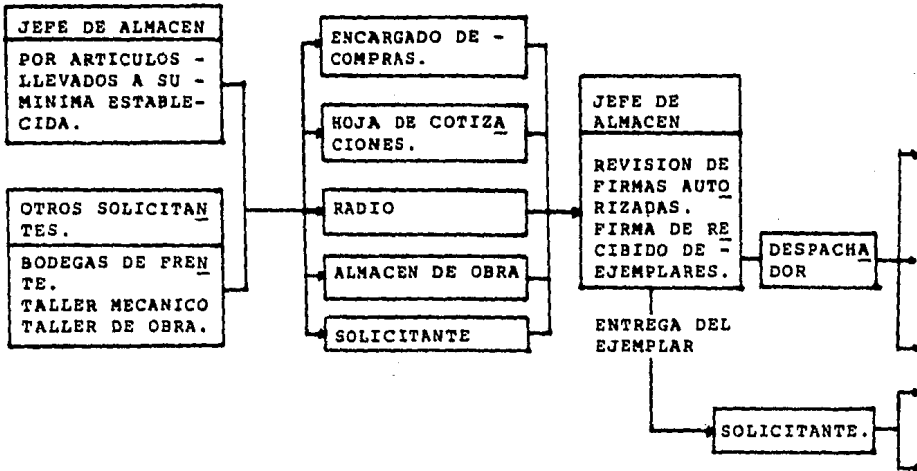 JEFE DE ALMACEN
POR ARTICULOS -
LLEVADOS A SU -
MINIMA ESTABLE-
CIDA.
OTROS SOLICITAN
TES.
BODEGAS DE FREN
TE.
TALLER MECANICO
TALLER DE OBRA.
ENCARGADO DE -
COMPRAS.
HOJA DE COTIZA
CIONES.
RADIO
ALMACEN DE OBRA
SOLICITANTE
JEFE DE
ALMACEN
REVISION DE
FIRMAS AUTO
RIZADAS.
FIRMA DE RE
CIBIDO DE -
EJEMPLARES.
ENTREGA DEL
EJEMPLAR
DESPACHA
DOR
SOLICITANTE.